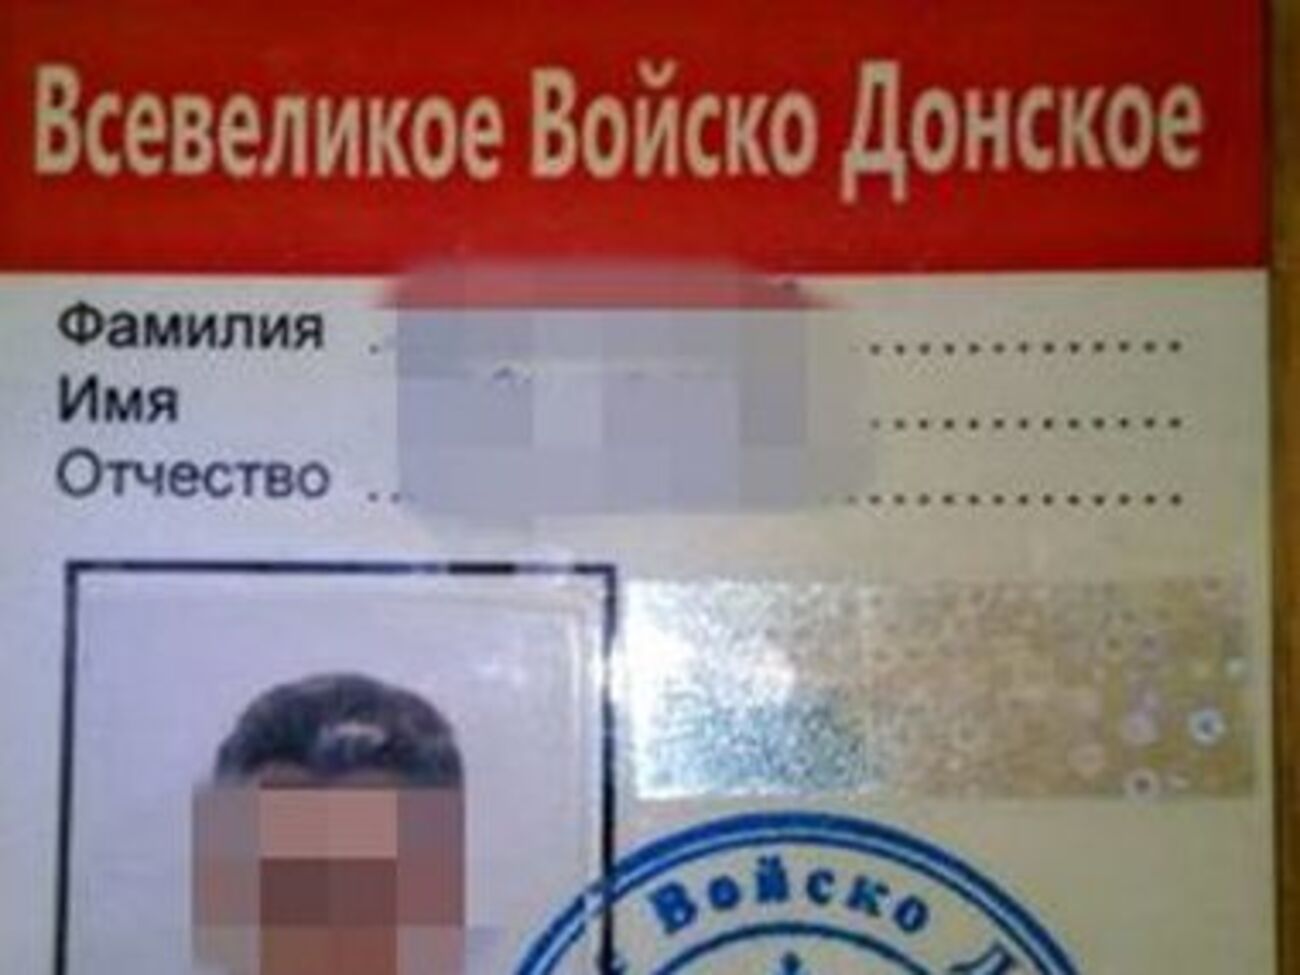 Всевеликое Войско Донское
Фамилия
Имя
Отчество
Войско